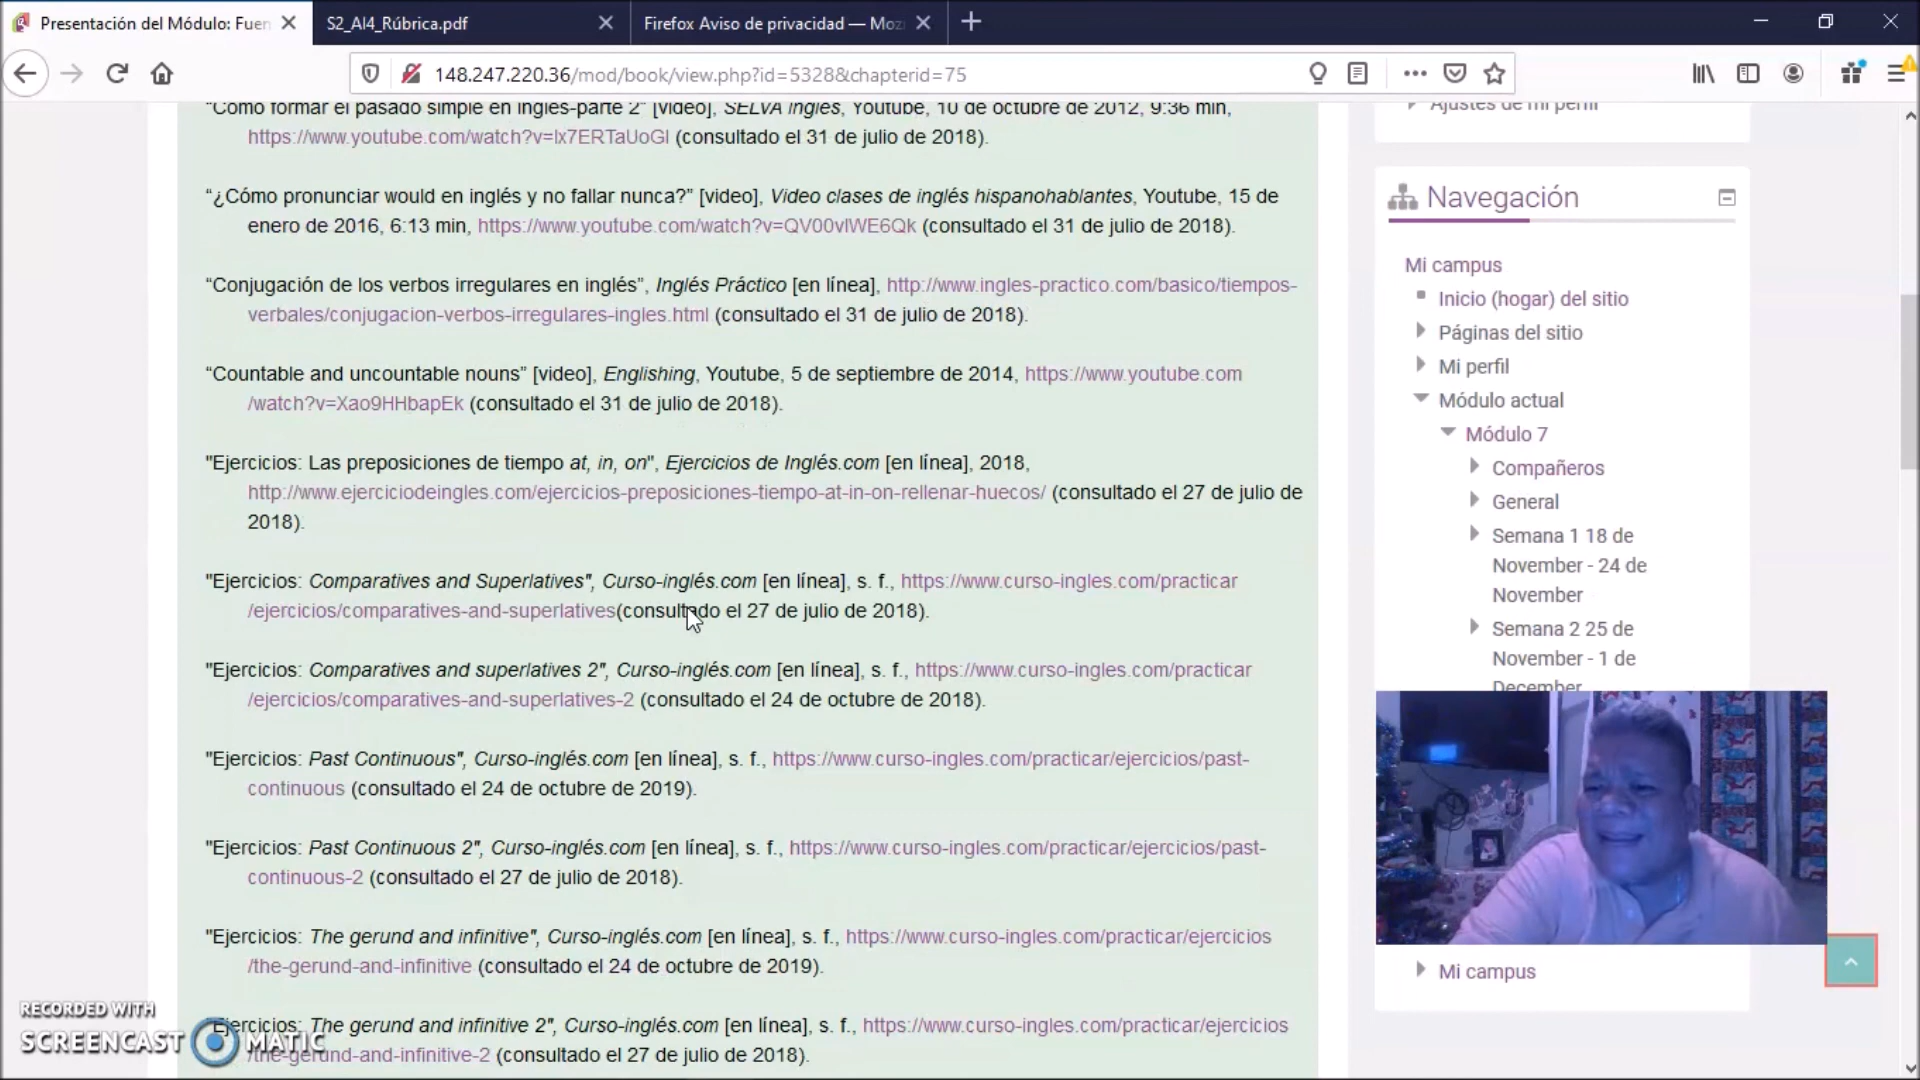 Presentación del Módulo: Fuen
S2_AI4_Rúbrica.pdf
Firefox Aviso de privacidad — Moz
148.247.220.36/mod/book/view.php?id=5328&chapterid=75
“Cómo formar el pasado simple en inglés-parte 2” [video], SELVA inglés, Youtube, 10 de octubre de 2012, 9:36 min,
https://www.youtube.com/watch?v=lx7ERTaUoGI (consultado el 31 de julio de 2018).
“¿Cómo pronunciar would en inglés y no fallar nunca?” [video], Video clases de inglés hispanohablantes, Youtube, 15 de
enero de 2016, 6:13 min, https://www.youtube.com/watch?v=QV00vlWE6Qk (consultado el 31 de julio de 2018).
“Conjugación de los verbos irregulares en inglés”, Inglés Práctico [en línea], http://www.ingles-practico.com/basico/tiempos-
verbales/conjugacion-verbos-irregulares-ingles.html (consultado el 31 de julio de 2018).
“Countable and uncountable nouns” [video], Englishing, Youtube, 5 de septiembre de 2014, https://www.youtube.com
/watch?v=Xao9HHbapEk (consultado el 31 de julio de 2018).
"Ejercicios: Las preposiciones de tiempo at, in, on", Ejercicios de Inglés.com [en línea], 2018,
http://www.ejerciciodeingles.com/ejercicios-preposiciones-tiempo-at-in-on-rellenar-huecos/ (consultado el 27 de julio de
2018).
"Ejercicios: Comparatives and Superlatives", Curso-inglés.com [en línea], s. f., https://www.curso-ingles.com/practicar
/ejercicios/comparatives-and-superlatives(consultado el 27 de julio de 2018).
"Ejercicios: Comparatives and superlatives 2", Curso-inglés.com [en línea], s. f., https://www.curso-ingles.com/practicar
/ejercicios/comparatives-and-superlatives-2 (consultado el 24 de octubre de 2018).
"Ejercicios: Past Continuous", Curso-inglés.com [en línea], s. f., https://www.curso-ingles.com/practicar/ejercicios/past-
continuous (consultado el 24 de octubre de 2019).
"Ejercicios: Past Continuous 2", Curso-inglés.com [en línea], s. f., https://www.curso-ingles.com/practicar/ejercicios/past-
continuous-2 (consultado el 27 de julio de 2018).
"Ejercicios: The gerund and infinitive", Curso-inglés.com [en línea], s. f., https://www.curso-ingles.com/practicar/ejercicios
/the-gerund-and-infinitive (consultado el 24 de octubre de 2019).
"Ejercicios: The gerund and infinitive 2", Curso-inglés.com [en línea], s. f., https://www.curso-ingles.com/practicar/ejercicios
/the-gerund-and-infinitive-2 (consultado el 27 de julio de 2018).
Ajustes de mi perfil
Navegación
Mi campus
Inicio (hogar) del sitio
Páginas del sitio
Mi perfil
Módulo actual
Módulo 7
Compañeros
General
Semana 1 18 de
November - 24 de
November
Semana 2 25 de
November - 1 de
December
Mi campus
RECORDED WITH
SCREENCAST MATIC